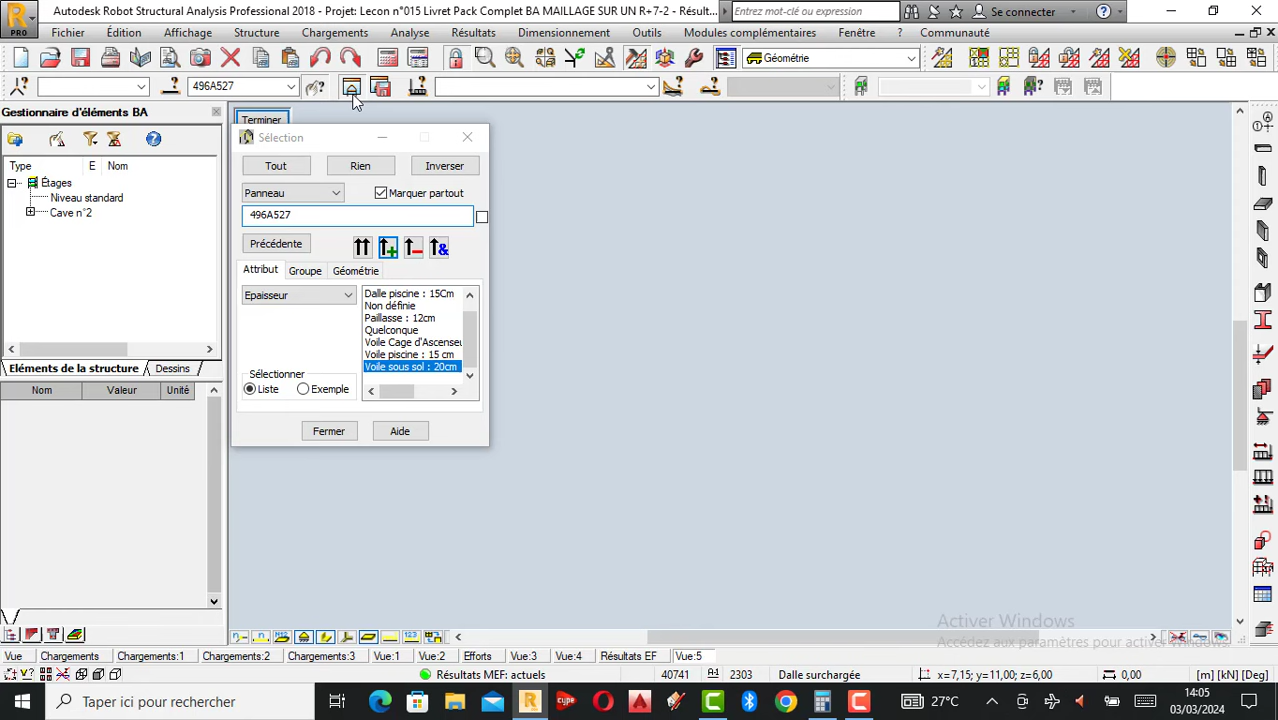 Autodesk Robot Structural Analysis Professional 2018 - Projet: Lecon n°015 Livret Pack Complet BA MAILLAGE SUR UN R+7-2 - Résult...
Entrez mot-clé ou expression
Se connecter
PRO
Fichier Édition Affichage Structure Chargements Analyse Résultats Dimensionnement Outils Modules complémentaires Fenêtre ? Communauté
Géométrie
496A527
Gestionnaire d'éléments BA
Type E Nom
Étages
Niveau standard
Cave n°2
Eléments de la structure Dessins
Nom Valeur Unité
Terminer
Sélection
Tout Rien Inverser
Panneau Marquer partout
496A527
Précédente
Attribut Groupe Géométrie
Epaisseur
Dalle piscine : 15Cm
Non définie
Paillasse : 12cm
Quelconque
Voile Cage d'Ascenseu
Voile piscine : 15 cm
Voile sous sol : 20cm
Sélectionner
Liste Exemple
Fermer Aide
Activer Windows
Accédez aux paramètres pour activer Windows.
Vue Chargements Chargements:1 Chargements:2 Chargements:3 Vue:1 Vue:2 Efforts Vue:3 Vue:4 Résultats EF Vue:5
Résultats MEF: actuels 40741 2303 Dalle surchargée x=7,15; y=11,00; z=6,00 0,00 [m] [kN] [Deg]
Taper ici pour rechercher
27°C
14:05
03/03/2024